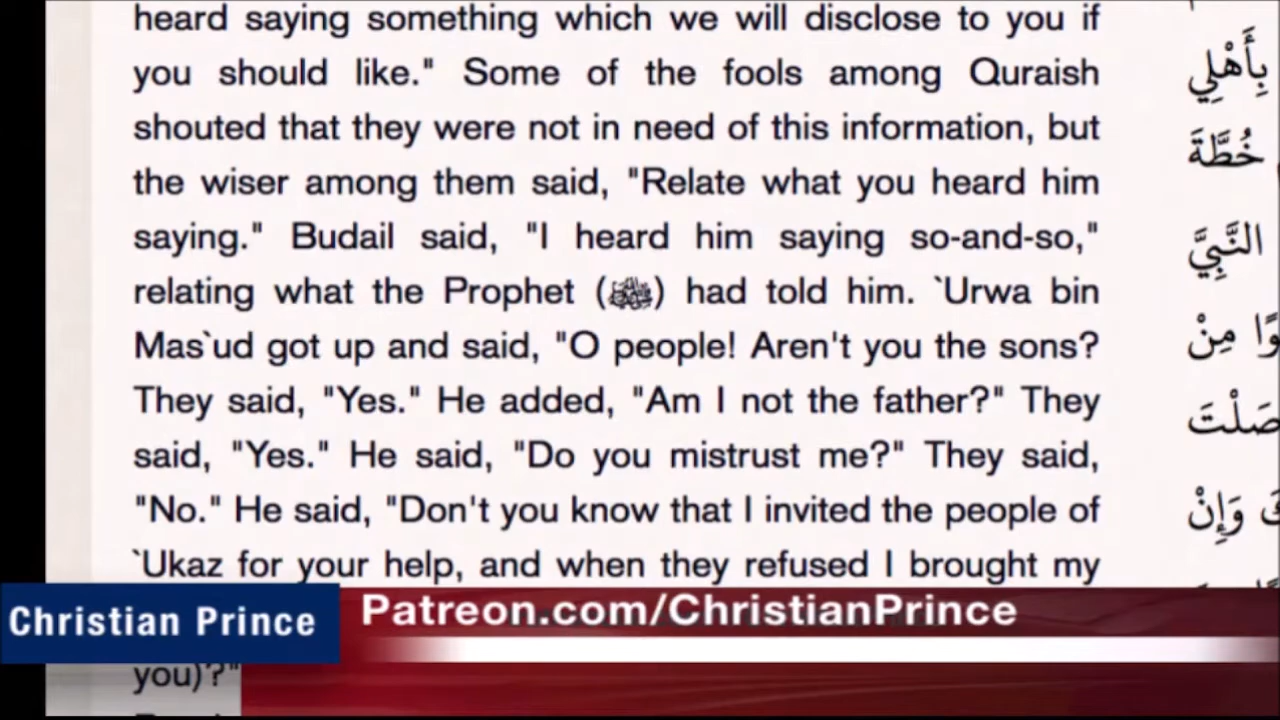 heard saying something which we will disclose to you if
you should like." Some of the fools among Quraish
shouted that they were not in need of this information, but
the wiser among them said, "Relate what you heard him
saying." Budail said, "I heard him saying so-and-so,"
relating what the Prophet (ﷺ) had told him. `Urwa bin
Mas`ud got up and said, "O people! Aren't you the sons?
They said, "Yes." He added, "Am I not the father?" They
said, "Yes." He said, "Do you mistrust me?" They said,
"No." He said, "Don't you know that I invited the people of
`Ukaz for your help, and when they refused I brought my
you)?"
بِأَهْلِي
خُطَّةَ
النَّبِيَّ
مِنْ
وَإِنْ
Christian Prince
Patreon.com/ChristianPrince